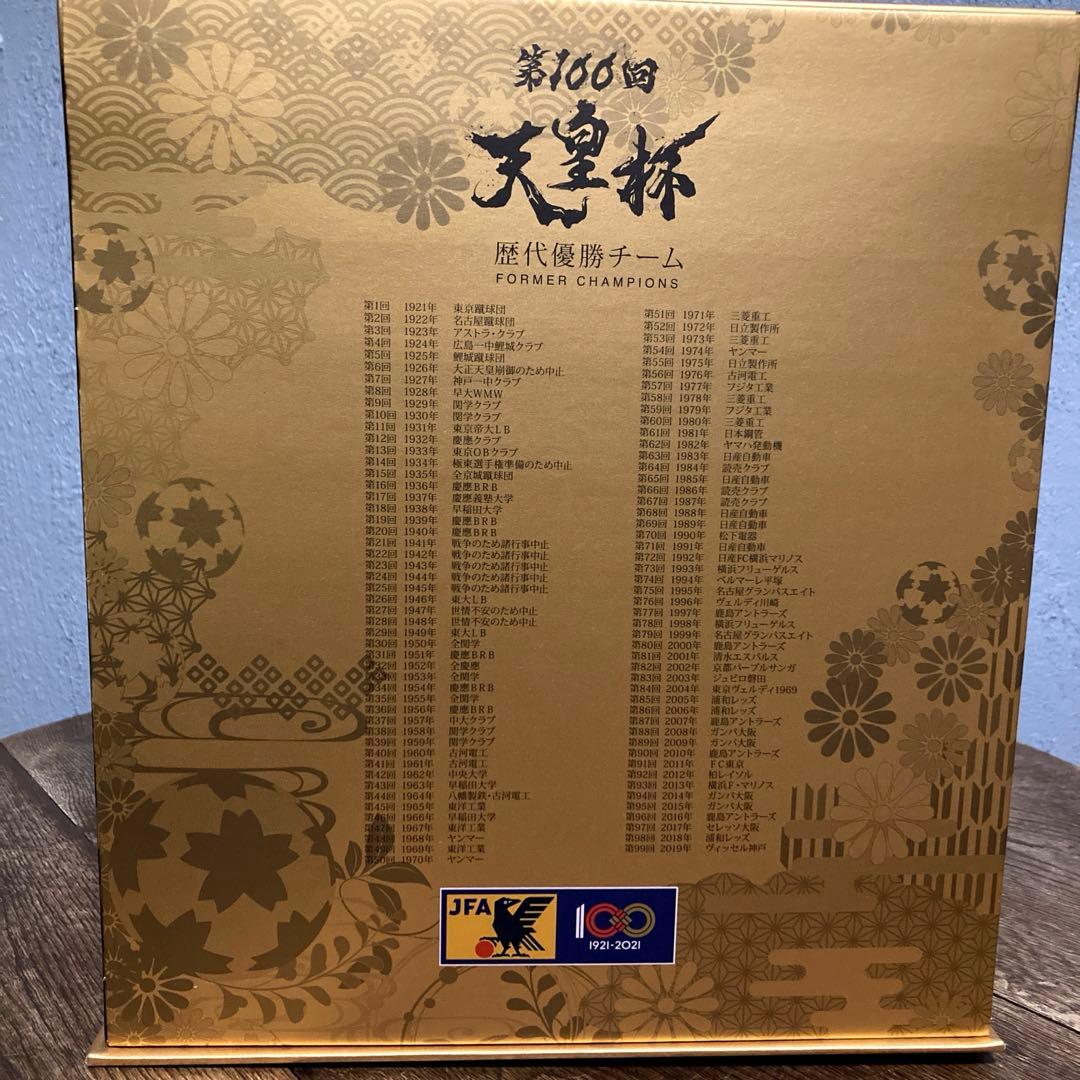 第100回
天皇杯
歴代優勝チーム
FORMER CHAMPIONS
第1回 1921年 東京蹴球団
第2回 1922年 名古屋蹴球団
第3回 1923年 アストラ・クラブ
第4回 1924年 広島一中鯉城クラブ
第5回 1925年 鯉城蹴球団
第6回 1926年 大正天皇崩御のため中止
第7回 1927年 神戸一中クラブ
第8回 1928年 早大WMW
第9回 1929年 関学クラブ
第10回 1930年 関学クラブ
第11回 1931年 東京帝大LB
第12回 1932年 慶應クラブ
第13回 1933年 東京OBクラブ
第14回 1934年 極東選手権準備のため中止
第15回 1935年 全京城蹴球団
第16回 1936年 慶應BRB
第17回 1937年 慶應義塾大学
第18回 1938年 早稲田大学
第19回 1939年 慶應BRB
第20回 1940年 慶應BRB
第21回 1941年 戦争のため諸行事中止
第22回 1942年 戦争のため諸行事中止
第23回 1943年 戦争のため諸行事中止
第24回 1944年 戦争のため諸行事中止
第25回 1945年 戦争のため諸行事中止
第26回 1946年 東大LB
第27回 1947年 世情不安のため中止
第28回 1948年 世情不安のため中止
第29回 1949年 東大LB
第30回 1950年 全関学
第31回 1951年 慶應BRB
第32回 1952年 全慶應
第33回 1953年 全関学
第34回 1954年 慶應BRB
第35回 1955年 全関学
第36回 1956年 慶應BRB
第37回 1957年 中大クラブ
第38回 1958年 関学クラブ
第39回 1959年 関学クラブ
第40回 1960年 古河電工
第41回 1961年 古河電工
第42回 1962年 中央大学
第43回 1963年 早稲田大学
第44回 1964年 八幡製鉄・古河電工
第45回 1965年 東洋工業
第46回 1966年 早稲田大学
第47回 1967年 東洋工業
第48回 1968年 ヤンマー
第49回 1969年 東洋工業
第50回 1970年 ヤンマー
第51回 1971年 三菱重工
第52回 1972年 日立製作所
第53回 1973年 三菱重工
第54回 1974年 ヤンマー
第55回 1975年 日立製作所
第56回 1976年 古河電工
第57回 1977年 フジタ工業
第58回 1978年 三菱重工
第59回 1979年 フジタ工業
第60回 1980年 三菱重工
第61回 1981年 日本鋼管
第62回 1982年 ヤマハ発動機
第63回 1983年 日産自動車
第64回 1984年 読売クラブ
第65回 1985年 日産自動車
第66回 1986年 読売クラブ
第67回 1987年 読売クラブ
第68回 1988年 日産自動車
第69回 1989年 日産自動車
第70回 1990年 松下電器
第71回 1991年 日産自動車
第72回 1992年 日産FC横浜マリノス
第73回 1993年 横浜フリューゲルス
第74回 1994年 ベルマーレ平塚
第75回 1995年 名古屋グランパスエイト
第76回 1996年 ヴェルディ川崎
第77回 1997年 鹿島アントラーズ
第78回 1998年 横浜フリューゲルス
第79回 1999年 名古屋グランパスエイト
第80回 2000年 鹿島アントラーズ
第81回 2001年 清水エスパルス
第82回 2002年 京都パープルサンガ
第83回 2003年 ジュビロ磐田
第84回 2004年 東京ヴェルディ1969
第85回 2005年 浦和レッズ
第86回 2006年 浦和レッズ
第87回 2007年 鹿島アントラーズ
第88回 2008年 ガンバ大阪
第89回 2009年 ガンバ大阪
第90回 2010年 鹿島アントラーズ
第91回 2011年 FC東京
第92回 2012年 柏レイソル
第93回 2013年 横浜F・マリノス
第94回 2014年 ガンバ大阪
第95回 2015年 ガンバ大阪
第96回 2016年 鹿島アントラーズ
第97回 2017年 セレッソ大阪
第98回 2018年 浦和レッズ
第99回 2019年 ヴィッセル神戸
JFA
100
1921-2021